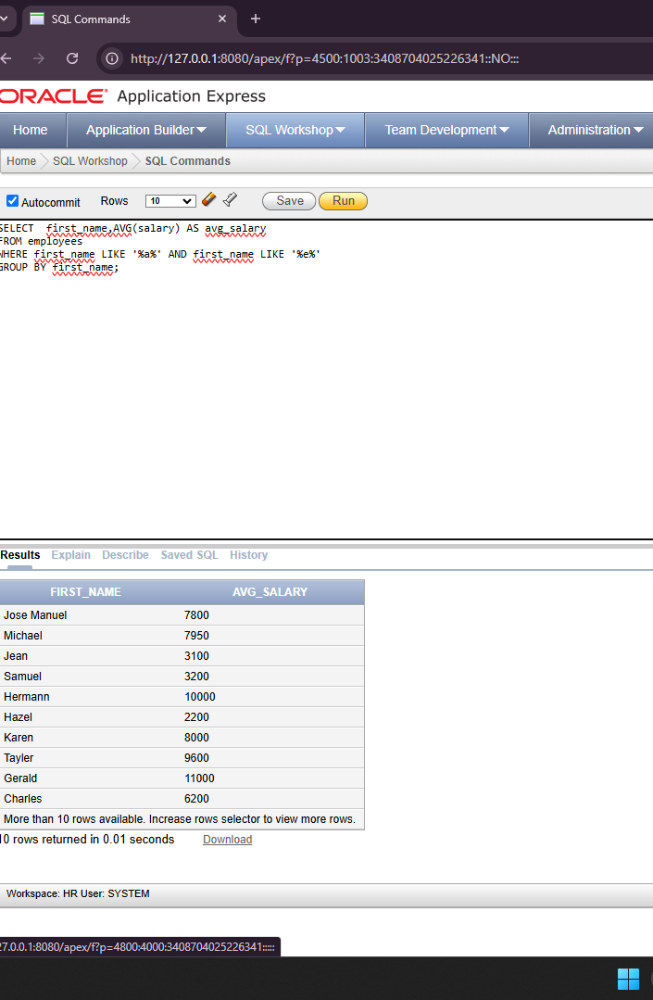 SQL Commands
http://127.0.0.1:8080/apex/f?p=4500:1003:3408704025226341::NO:::
ORACLE Application Express
Home Application Builder SQL Workshop Team Development Administration
Home SQL Workshop SQL Commands
Autocommit Rows 10 Save Run
SELECT  first_name,AVG(salary) AS avg_salary
FROM employees
WHERE first_name LIKE '%a%' AND first_name LIKE '%e%'
GROUP BY first_name;
Results Explain Describe Saved SQL History
FIRST_NAME AVG_SALARY
Jose Manuel 7800
Michael 7950
Jean 3100
Samuel 3200
Hermann 10000
Hazel 2200
Karen 8000
Tayler 9600
Gerald 11000
Charles 6200
More than 10 rows available. Increase rows selector to view more rows.
10 rows returned in 0.01 seconds Download
Workspace: HR User: SYSTEM
27.0.0.1:8080/apex/f?p=4800:4000:3408704025226341:::::